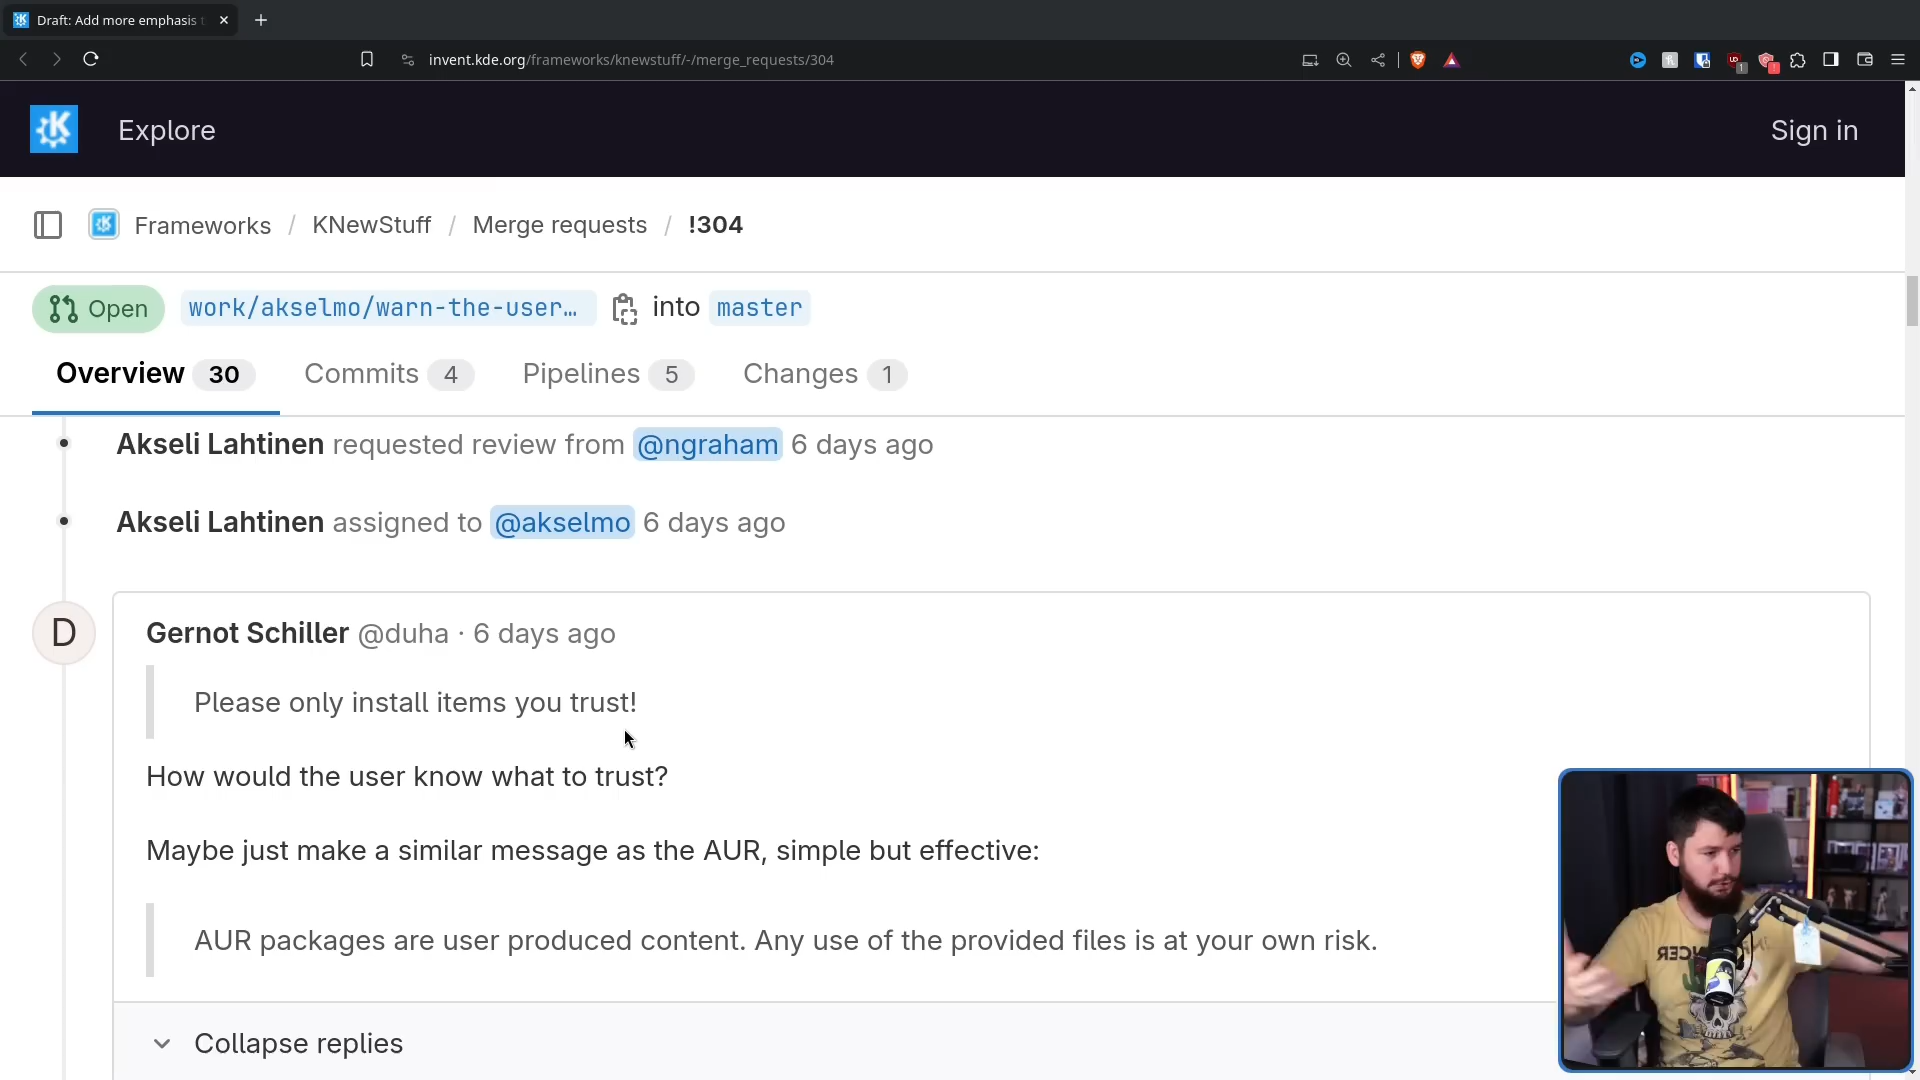 Draft: Add more emphasis t
invent.kde.org/frameworks/knewstuff/-/merge_requests/304
Explore
Sign in
Frameworks / KNewStuff / Merge requests / !304
Open work/akselmo/warn-the-user… into master
Overview 30 Commits 4 Pipelines 5 Changes 1
Akseli Lahtinen requested review from @ngraham 6 days ago
Akseli Lahtinen assigned to @akselmo 6 days ago
D
Gernot Schiller @duha · 6 days ago
Please only install items you trust!
How would the user know what to trust?
Maybe just make a similar message as the AUR, simple but effective:
AUR packages are user produced content. Any use of the provided files is at your own risk.
Collapse replies